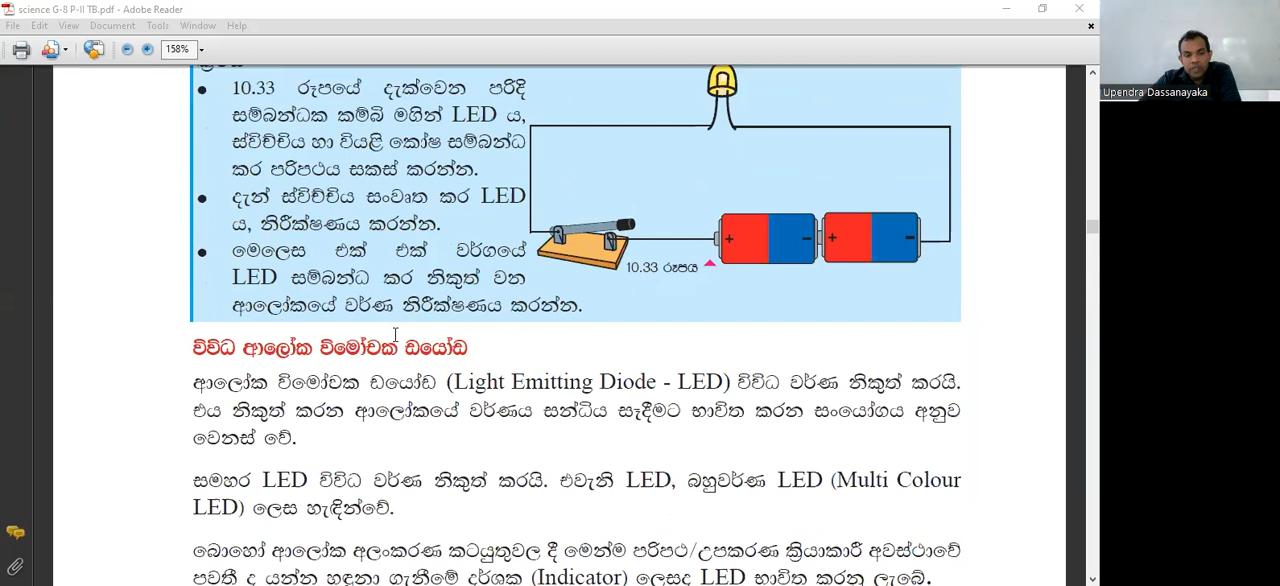 science G-8 P-II TB.pdf - Adobe Reader
File Edit View Document Tools Window Help
158%
Upendra Dassanayaka
• 10.33 රූපයේ දැක්වෙන පරිදි
සම්බන්ධක කම්බි මගින් LED ය,
ස්විච්චිය හා වියළි කෝෂ සම්බන්ධ
කර පරිපථය සකස් කරන්න.
• දැන් ස්විච්චිය සංවෘත කර LED
ය, නිරීක්ෂණය කරන්න.
• මෙලෙස එක් එක් වර්ගයේ
LED සම්බන්ධ කර නිකුත් වන
ආලෝකයේ වර්ණ නිරීක්ෂණය කරන්න.
+ - + -
10.33 රූපය
විවිධ ආලෝක විමෝචක ඩයෝඩ
ආලෝක විමෝචක ඩයෝඩ (Light Emitting Diode - LED) විවිධ වර්ණ නිකුත් කරයි.
එය නිකුත් කරන ආලෝකයේ වර්ණය සන්ධිය සෑදීමට භාවිත කරන සංයෝගය අනුව
වෙනස් වේ.
සමහර LED විවිධ වර්ණ නිකුත් කරයි. එවැනි LED, බහුවර්ණ LED (Multi Colour
LED) ලෙස හැඳින්වේ.
බොහෝ ආලෝක අලංකරණ කටයුතුවල දී මෙන්ම පරිපථ/උපකරණ ක්‍රියාකාරී අවස්ථාවේ
පවතී ද යන්න හඳුනා ගැනීමේ දර්ශක (Indicator) ලෙසද LED භාවිත කරනු ලැබේ.